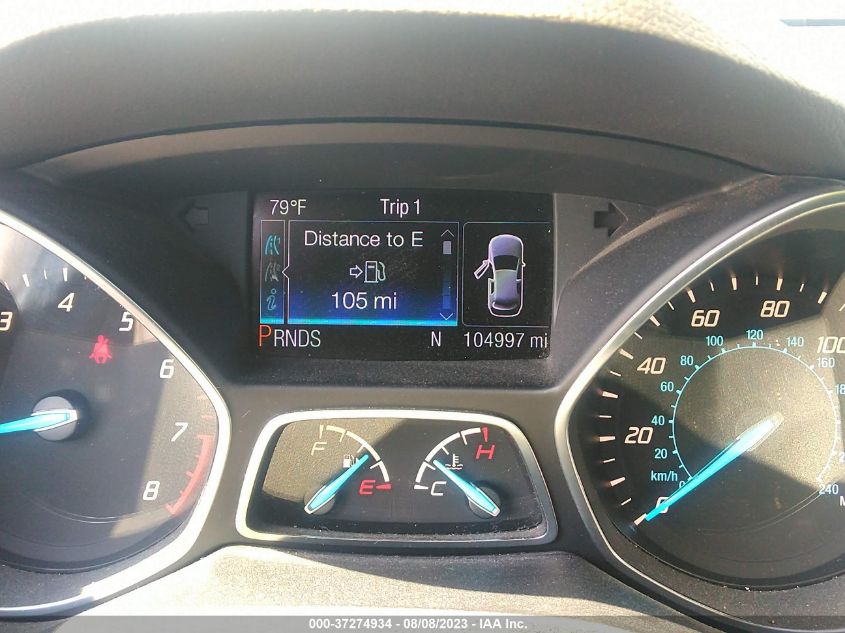 79°F Trip 1
Distance to E
105 mi
PRNDS N 104997 mi
3 4 5 6 7 8
F E
C H
0 20 40 60 80 100
km/h 0 20 40 60 80 100 120 140 160 240
000-37274934 - 08/08/2023 - IAA Inc.